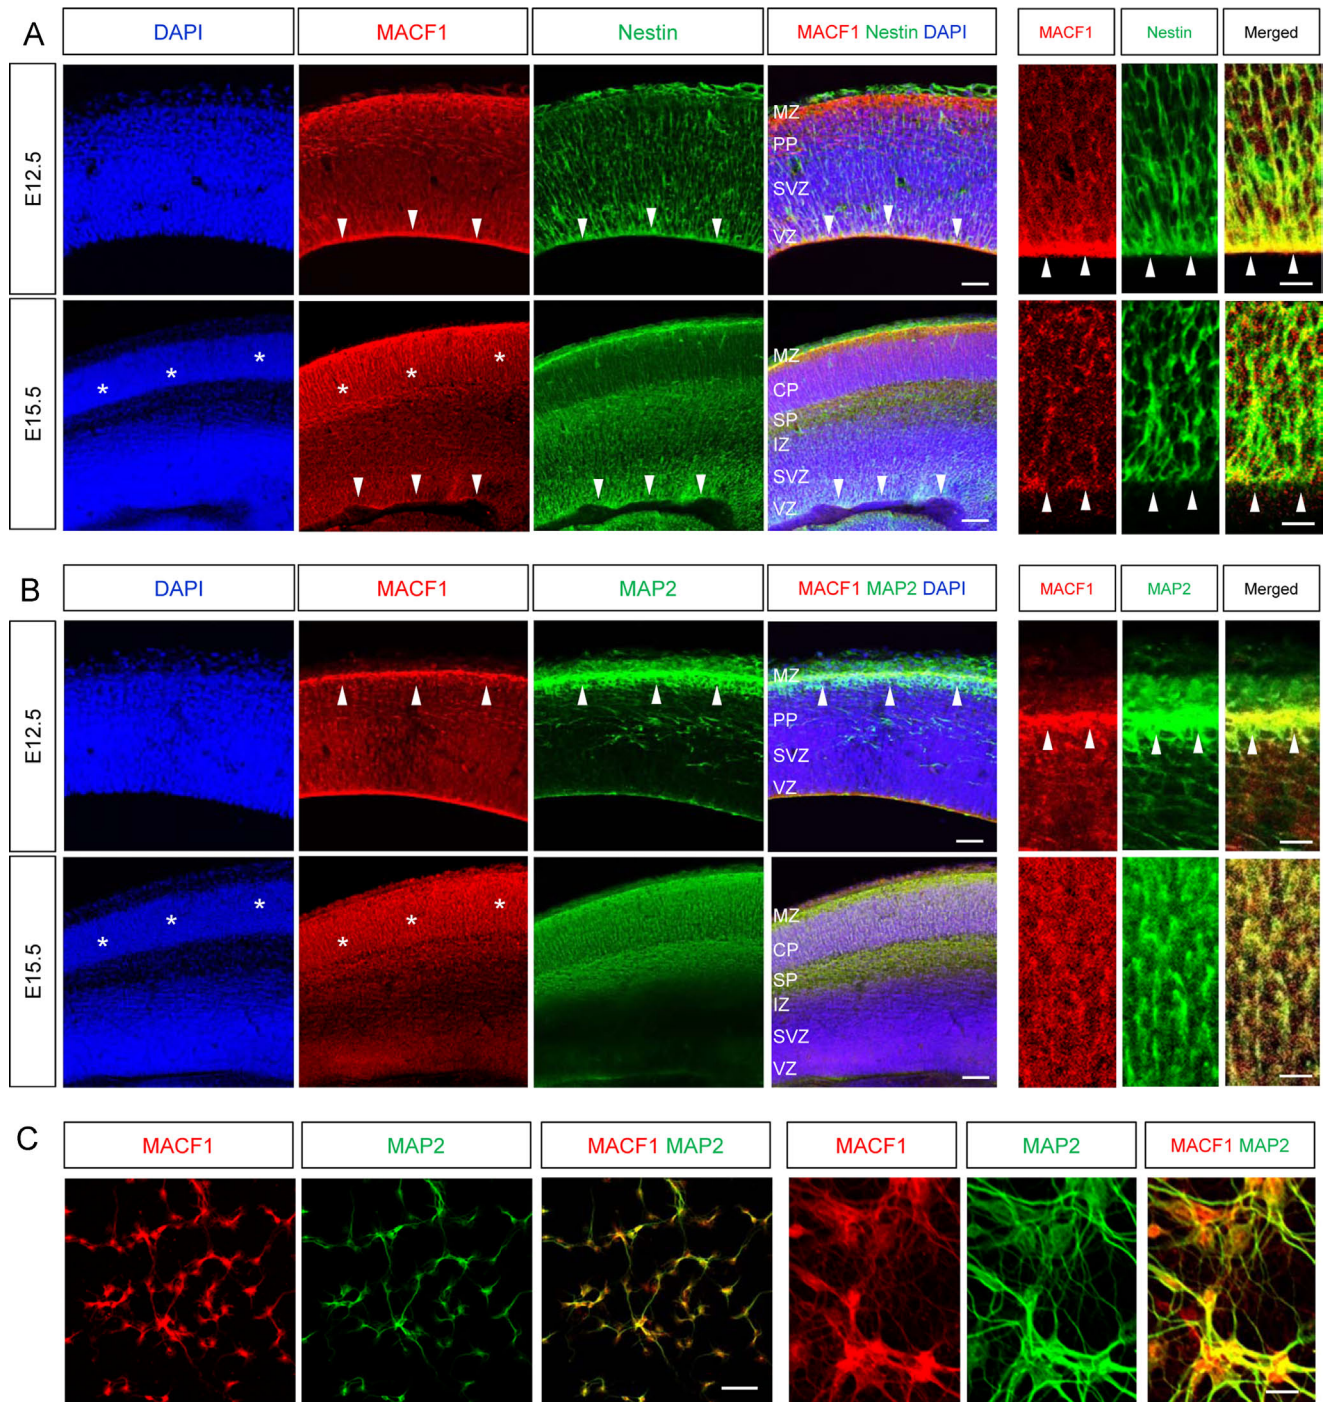 A
DAPI MACF1 Nestin MACF1 Nestin DAPI MACF1 Nestin Merged
E12.5
MZ
PP
SVZ
VZ
E15.5
* * * * * *
MZ
CP
SP
IZ
SVZ
VZ
B
DAPI MACF1 MAP2 MACF1 MAP2 DAPI MACF1 MAP2 Merged
E12.5
MZ
PP
SVZ
VZ
E15.5
* * * * * *
MZ
CP
SP
IZ
SVZ
VZ
C
MACF1 MAP2 MACF1 MAP2 MACF1 MAP2 MACF1 MAP2